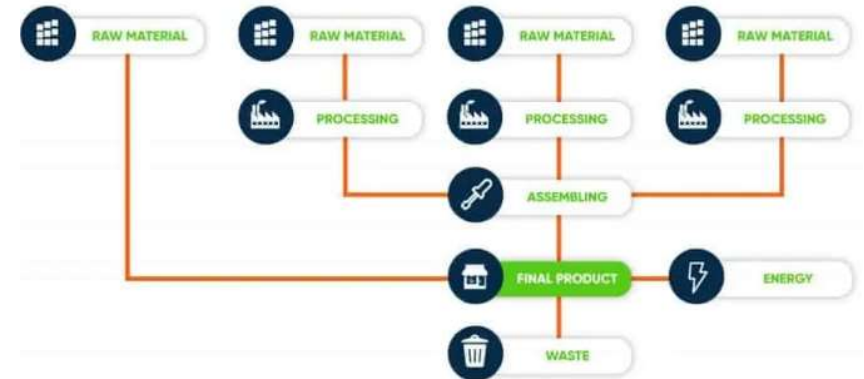 RAW MATERIAL
RAW MATERIAL
RAW MATERIAL
RAW MATERIAL
PROCESSING
PROCESSING
PROCESSING
ASSEMBLING
FINAL PRODUCT
ENERGY
WASTE